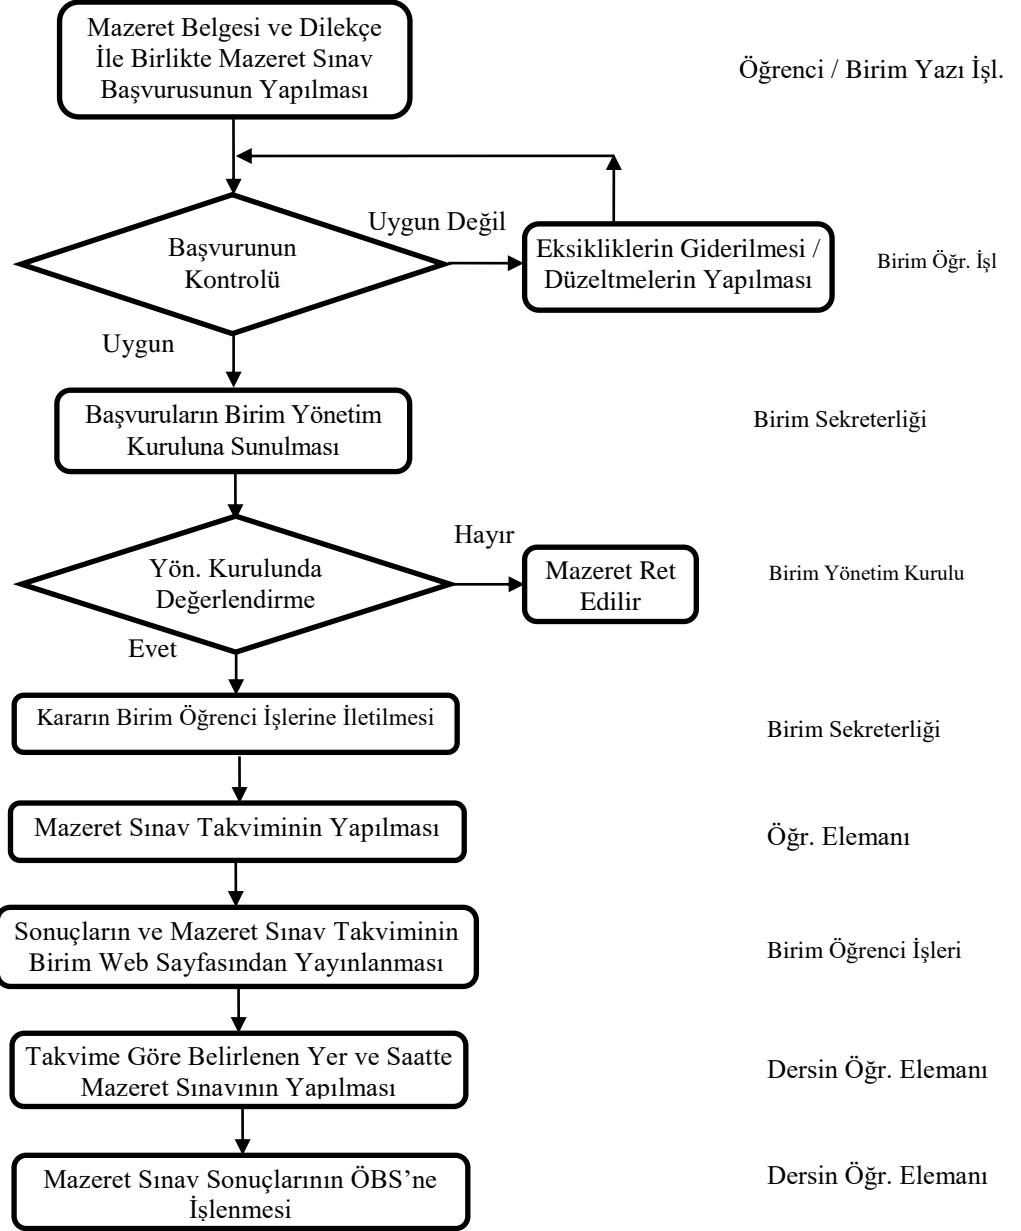 Mazeret Belgesi ve Dilekçe
İle Birlikte Mazeret Sınav
Başvurusunun Yapılması
Öğrenci / Birim Yazı İşl.
Uygun Değil
Başvurunun
Kontrolü
Eksikliklerin Giderilmesi /
Düzeltmelerin Yapılması
Birim Öğr. İşl
Uygun
Başvuruların Birim Yönetim
Kuruluna Sunulması
Birim Sekreterliği
Hayır
Yön. Kurulunda
Değerlendirme
Mazeret Ret
Edilir
Birim Yönetim Kurulu
Evet
Kararın Birim Öğrenci İşlerine İletilmesi
Birim Sekreterliği
Mazeret Sınav Takviminin Yapılması
Öğr. Elemanı
Sonuçların ve Mazeret Sınav Takviminin
Birim Web Sayfasından Yayınlanması
Birim Öğrenci İşleri
Takvime Göre Belirlenen Yer ve Saatte
Mazeret Sınavının Yapılması
Dersin Öğr. Elemanı
Mazeret Sınav Sonuçlarının ÖBS’ne
İşlenmesi
Dersin Öğr. Elemanı